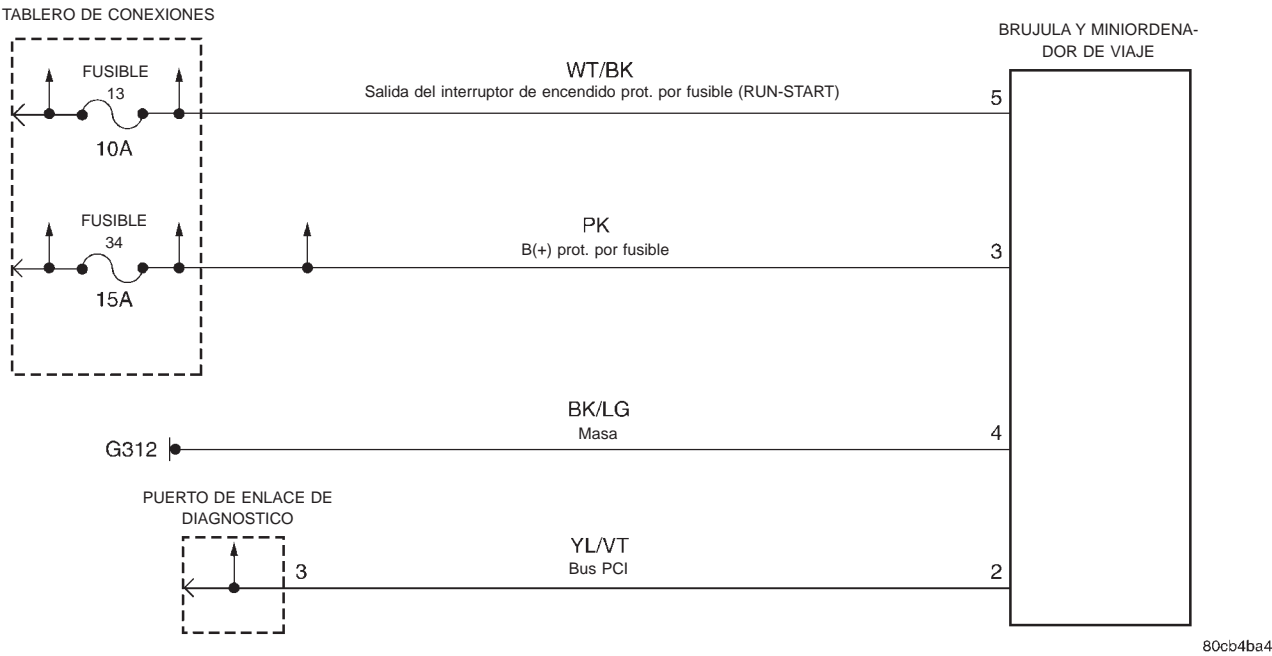 TABLERO DE CONEXIONES
BRUJULA Y MINIORDENA-
DOR DE VIAJE
FUSIBLE
13
10A
WT/BK
Salida del interruptor de encendido prot. por fusible (RUN-START)
5
FUSIBLE
34
15A
PK
B(+) prot. por fusible
3
BK/LG
Masa
4
G312
PUERTO DE ENLACE DE
DIAGNOSTICO
3
YL/VT
Bus PCI
2
80cb4ba4